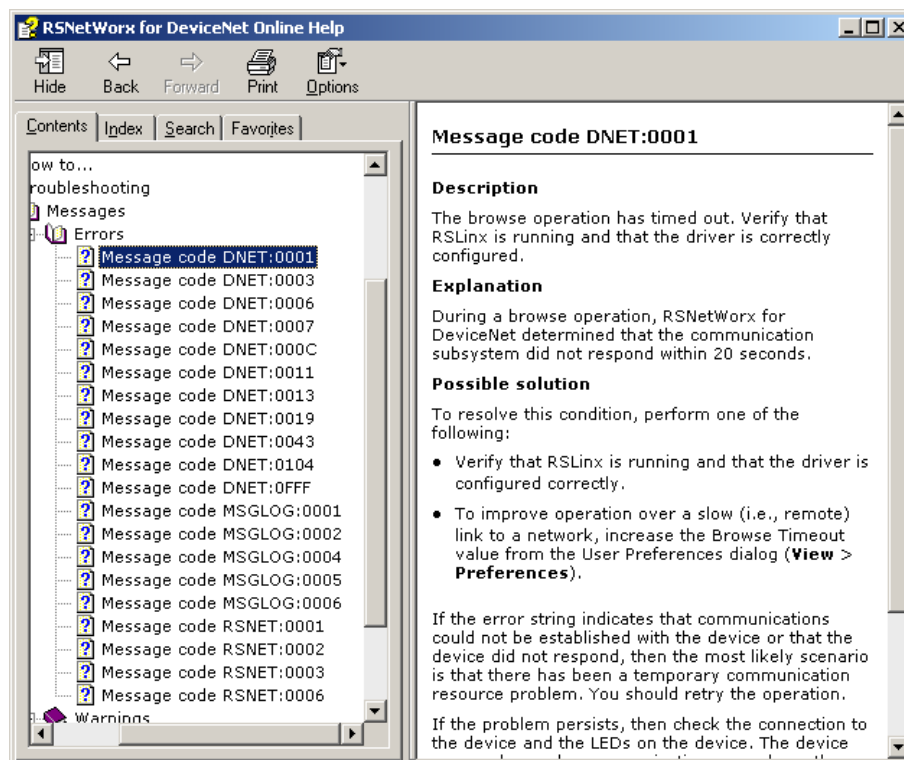 RSNetWorx for DeviceNet Online Help
Hide Back Forward Print Options
Contents Index Search Favorites
ow to...
roubleshooting
Messages
Errors
Message code DNET:0001
Message code DNET:0003
Message code DNET:0006
Message code DNET:0007
Message code DNET:000C
Message code DNET:0011
Message code DNET:0013
Message code DNET:0019
Message code DNET:0043
Message code DNET:0104
Message code DNET:0FFF
Message code MSGLOG:0001
Message code MSGLOG:0002
Message code MSGLOG:0004
Message code MSGLOG:0005
Message code MSGLOG:0006
Message code RSNET:0001
Message code RSNET:0002
Message code RSNET:0003
Message code RSNET:0006
Warnings
Message code DNET:0001
Description
The browse operation has timed out. Verify that
RSLinx is running and that the driver is correctly
configured.
Explanation
During a browse operation, RSNetWorx for
DeviceNet determined that the communication
subsystem did not respond within 20 seconds.
Possible solution
To resolve this condition, perform one of the
following:
• Verify that RSLinx is running and that the driver is
configured correctly.
• To improve operation over a slow (i.e., remote)
link to a network, increase the Browse Timeout
value from the User Preferences dialog (View >
Preferences).
If the error string indicates that communications
could not be established with the device or that the
device did not respond, then the most likely scenario
is that there has been a temporary communication
resource problem. You should retry the operation.
If the problem persists, then check the connection to
the device and the LEDs on the device. The device